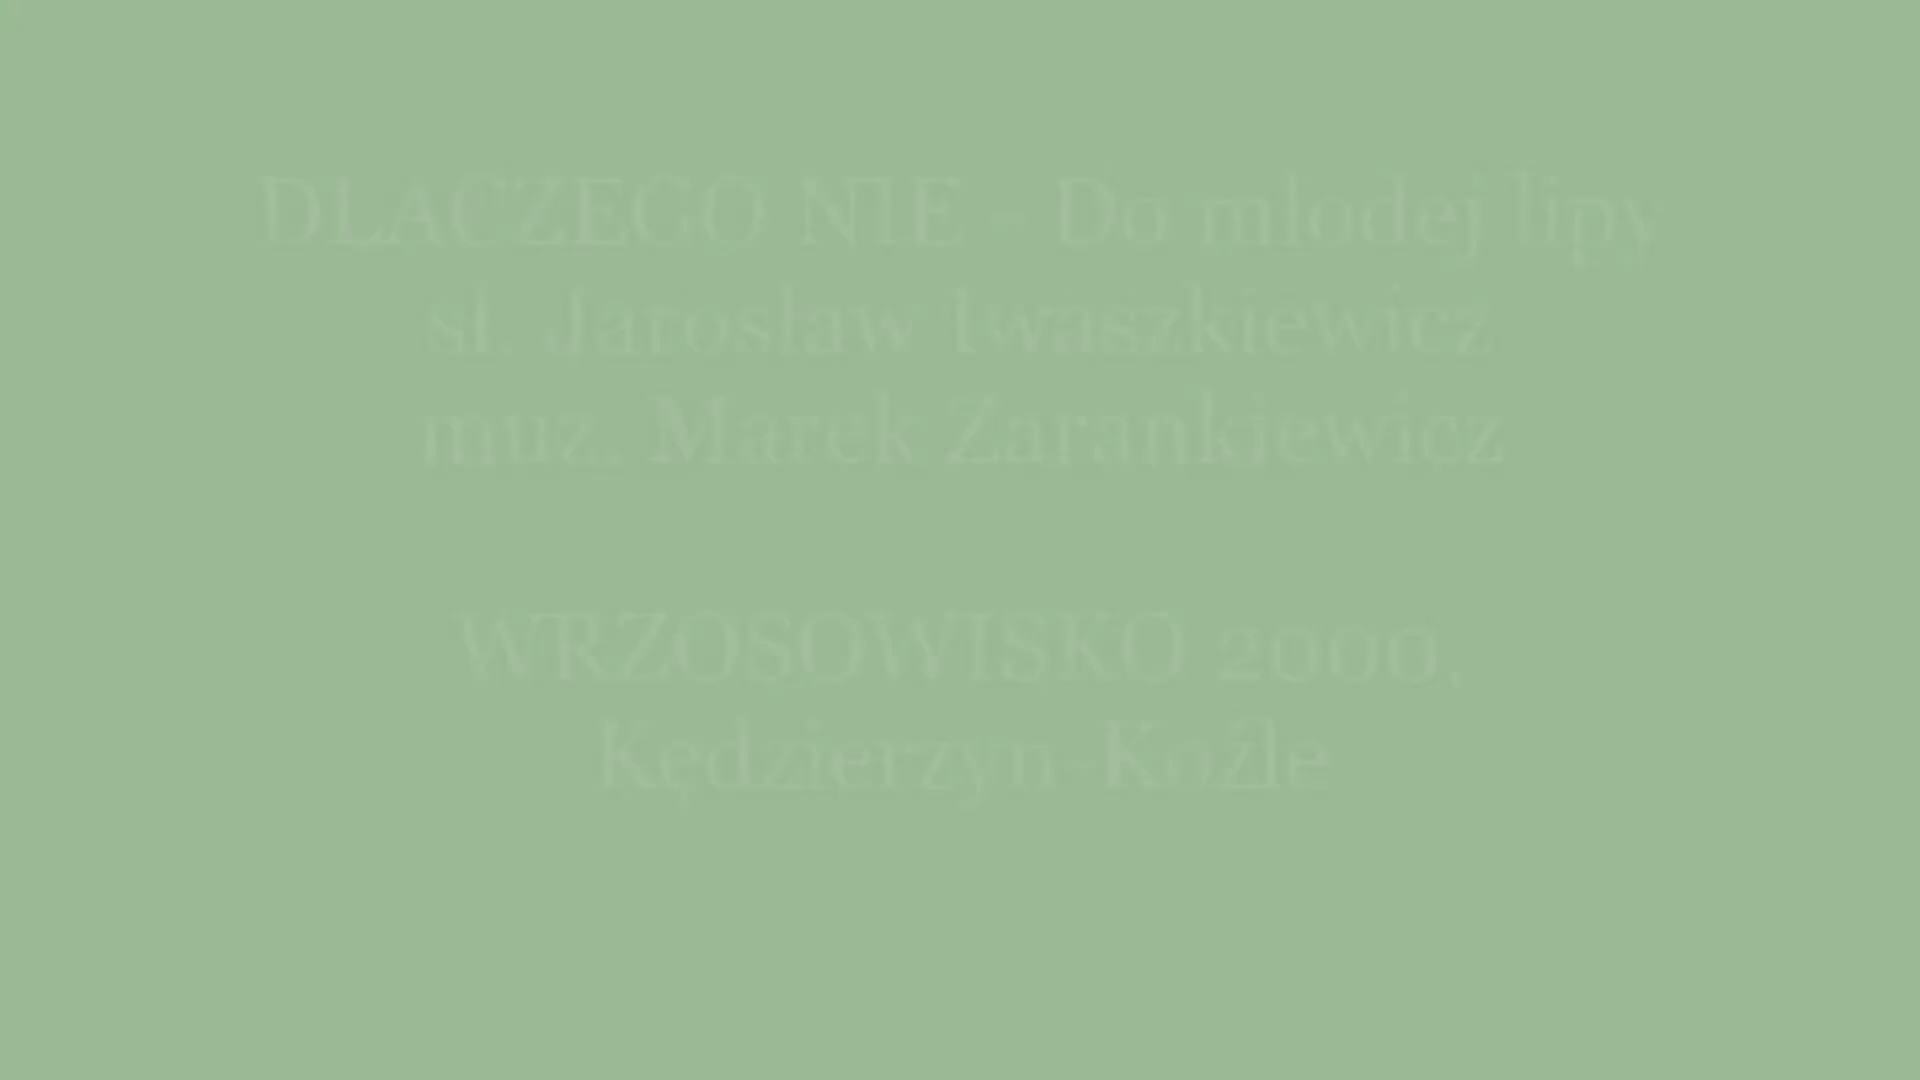 DLACZEGO NIE - Do młodej lipy
sł. Jarosław Iwaszkiewicz
muz. Marek Zarankiewicz
WRZOSOWISKO 2000,
Kędzierzyn-Koźle